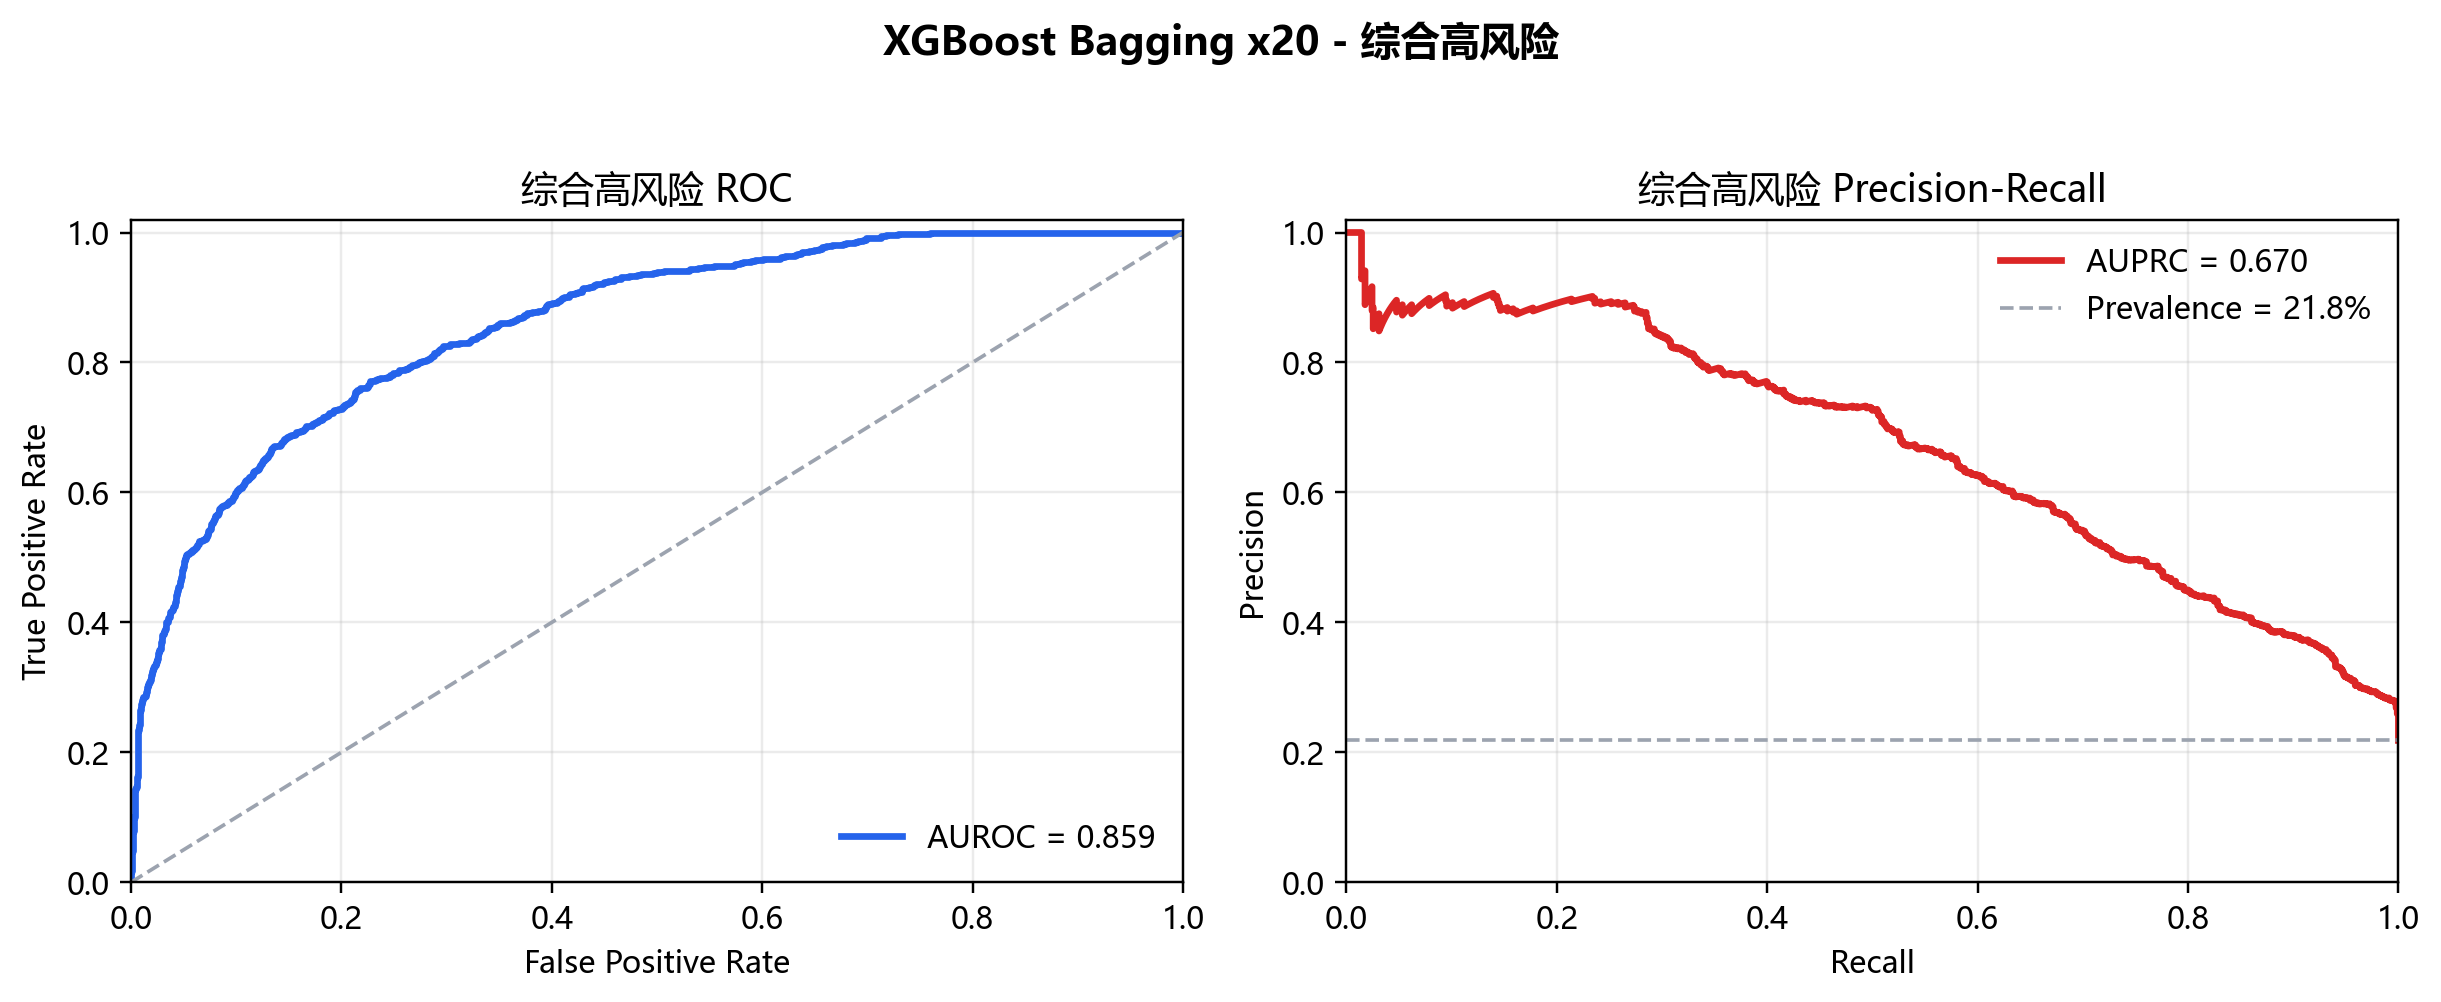 XGBoost Bagging x20 - 综合高风险
综合高风险 ROC
1.0
0.8
0.6
0.4
0.2
0.0
True Positive Rate
AUROC = 0.859
0.0 0.2 0.4 0.6 0.8 1.0
False Positive Rate
综合高风险 Precision-Recall
1.0
0.8
0.6
0.4
0.2
0.0
Precision
AUPRC = 0.670
Prevalence = 21.8%
0.0 0.2 0.4 0.6 0.8 1.0
Recall